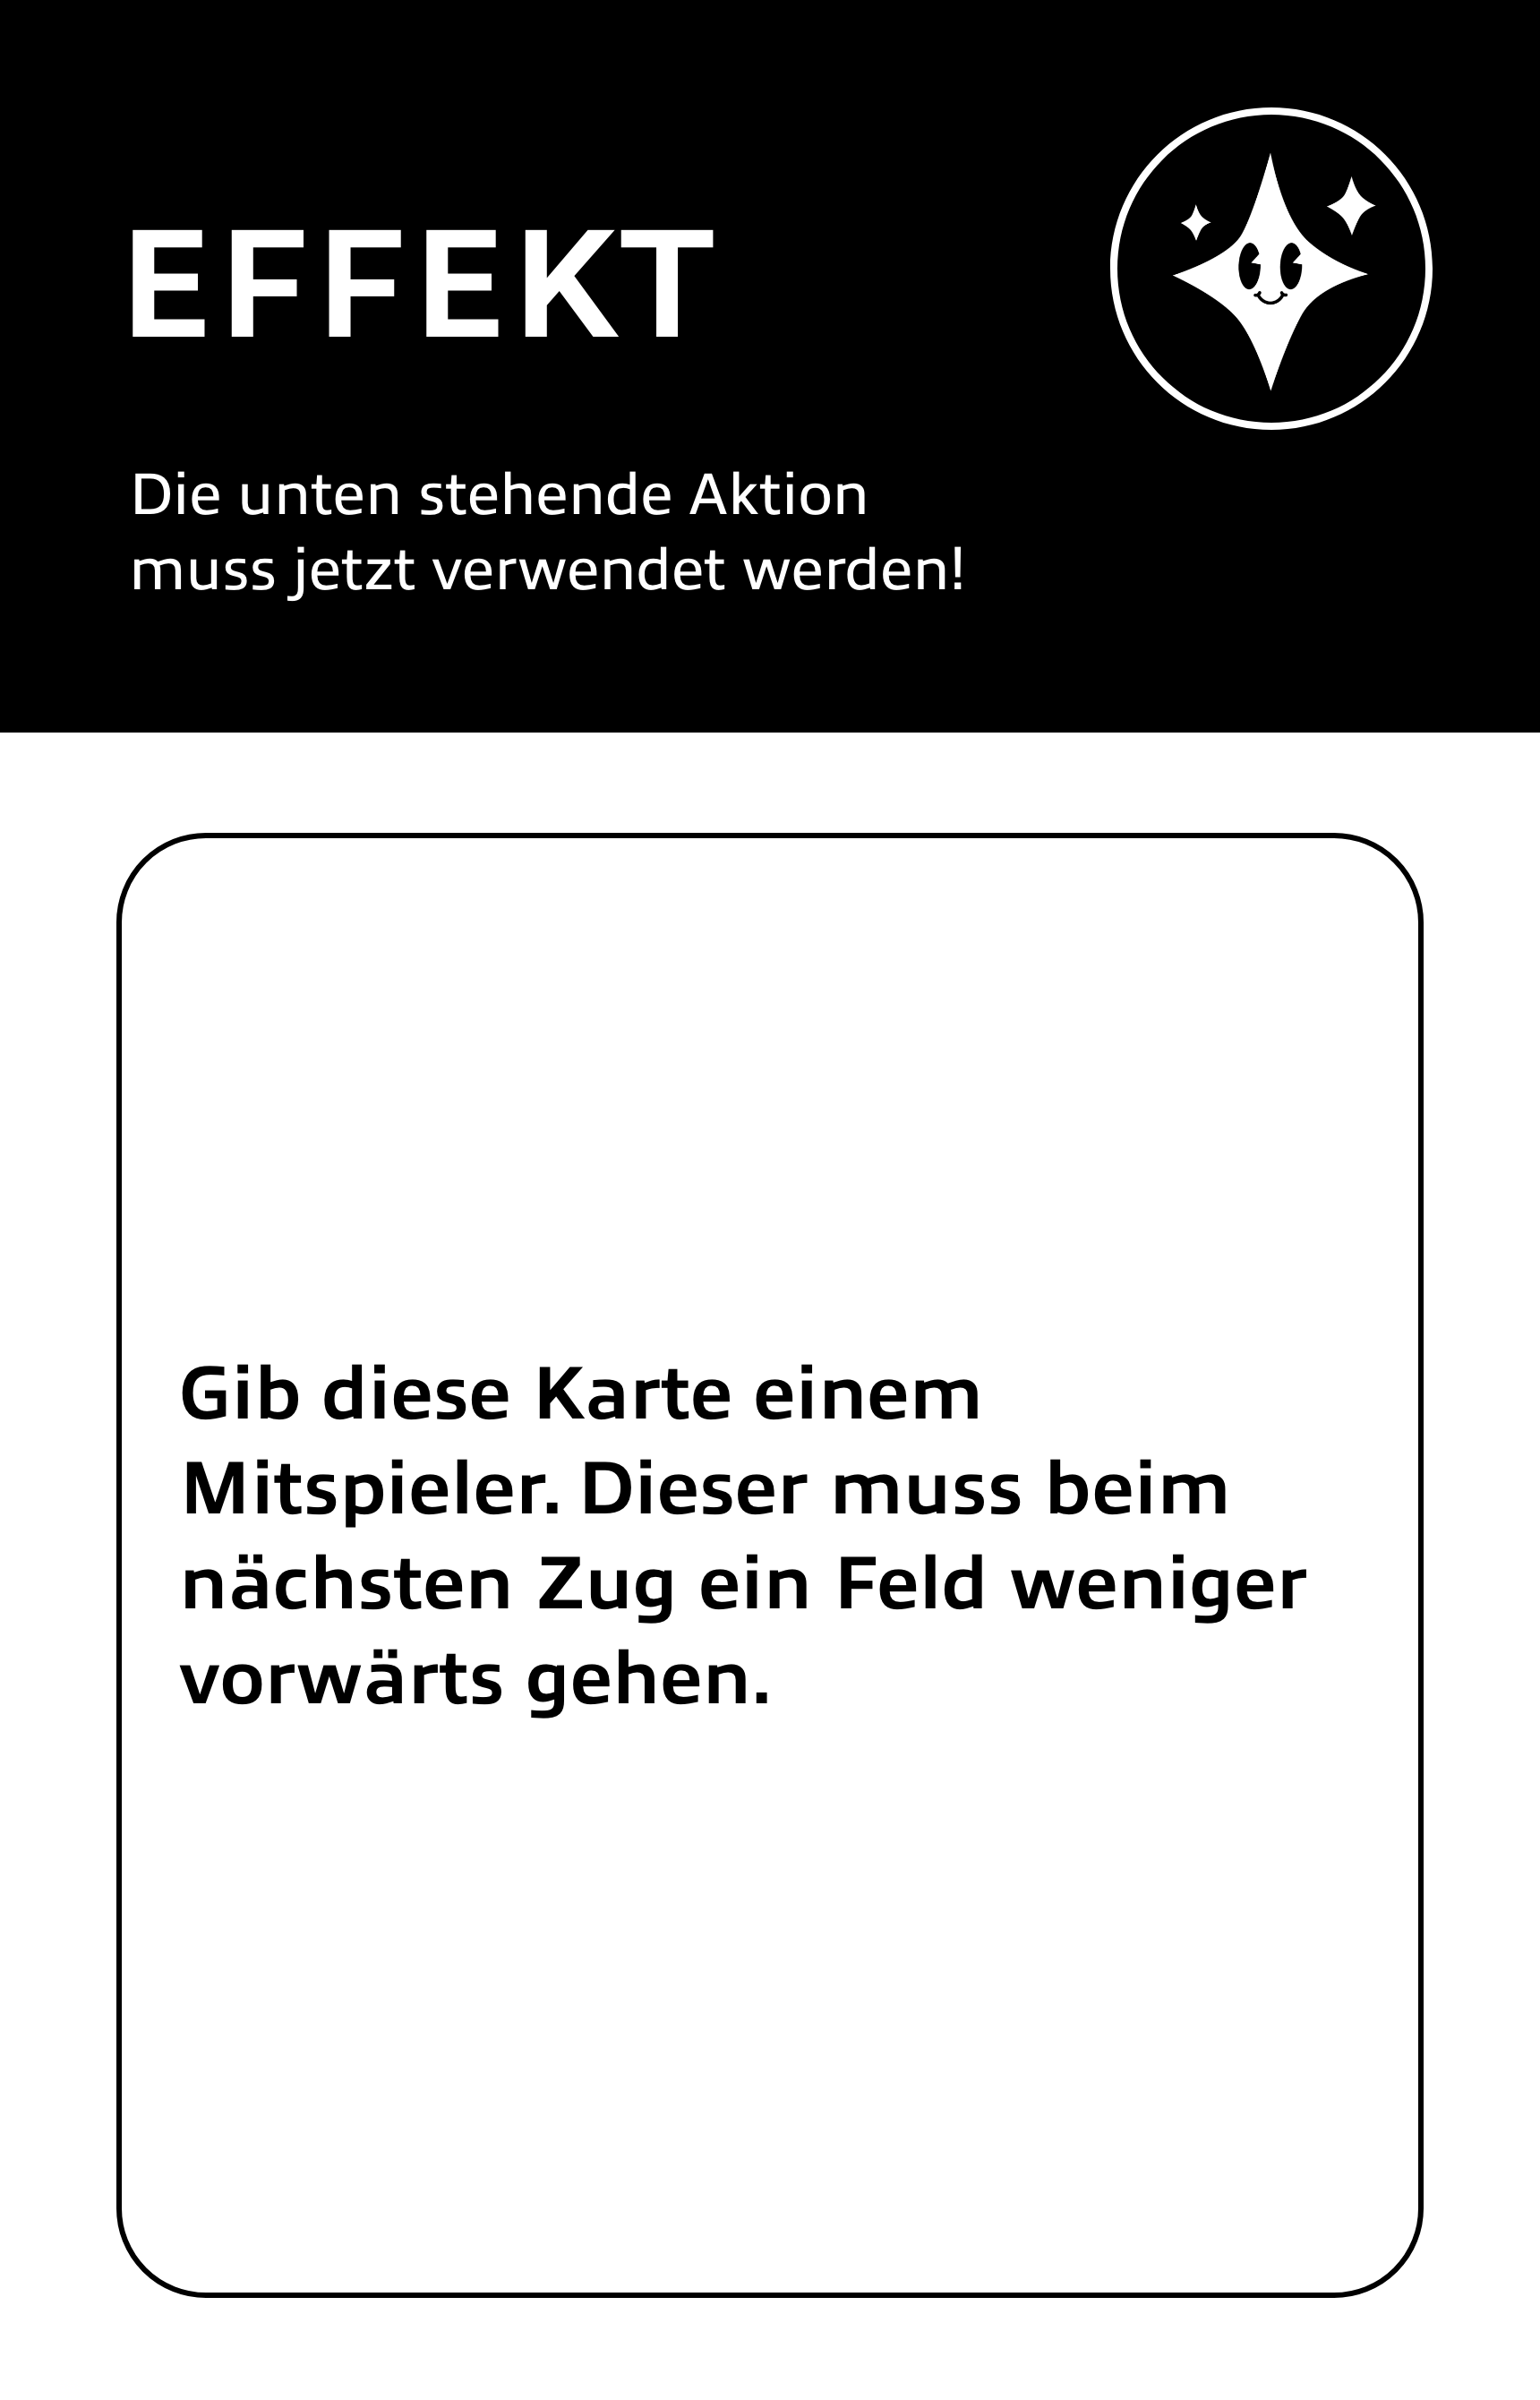 EFFEKT
Die unten stehende Aktion
muss jetzt verwendet werden!
Gib diese Karte einem
Mitspieler. Dieser muss beim
nächsten Zug ein Feld weniger
vorwärts gehen.